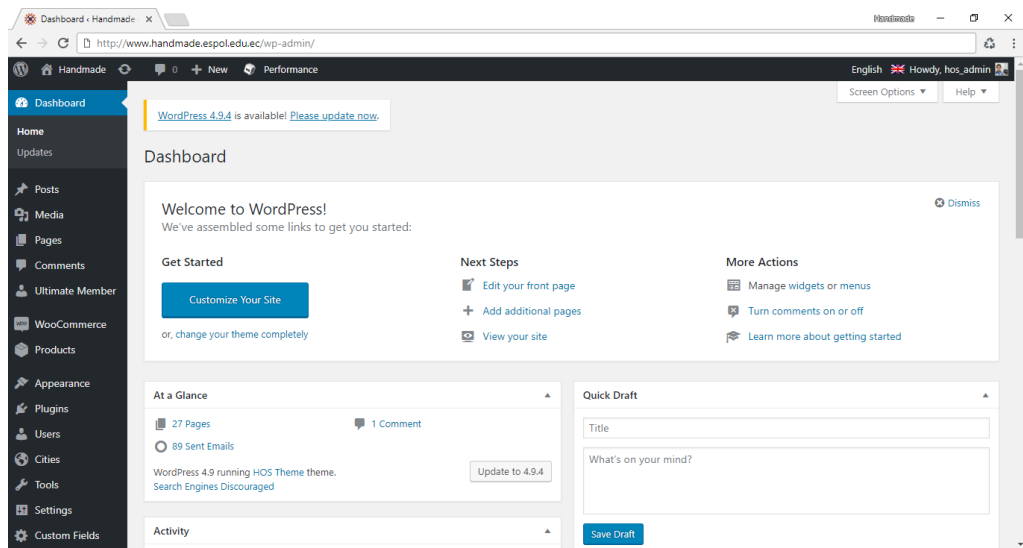 Dashboard ‹ Handmade
Handmade
http://www.handmade.espol.edu.ec/wp-admin/
Handmade 0 New Performance English Howdy, hos_admin
Screen Options Help
Dashboard
Home
Updates
Posts
Media
Pages
Comments
Ultimate Member
WooCommerce
Products
Appearance
Plugins
Users
Cities
Tools
Settings
Custom Fields
WordPress 4.9.4 is available! Please update now.
Dashboard
Welcome to WordPress!
Dismiss
We've assembled some links to get you started:
Get Started
Customize Your Site
or, change your theme completely
Next Steps
Edit your front page
Add additional pages
View your site
More Actions
Manage widgets or menus
Turn comments on or off
Learn more about getting started
At a Glance
27 Pages 1 Comment
89 Sent Emails
WordPress 4.9 running HOS Theme theme.
Update to 4.9.4
Search Engines Discouraged
Activity
Quick Draft
Title
What's on your mind?
Save Draft